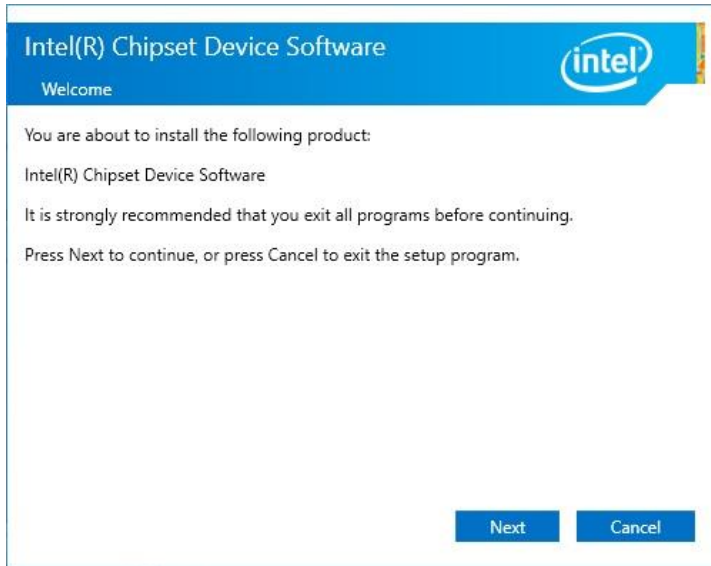 Intel(R) Chipset Device Software
intel
Welcome
You are about to install the following product:
Intel(R) Chipset Device Software
It is strongly recommended that you exit all programs before continuing.
Press Next to continue, or press Cancel to exit the setup program.
Next
Cancel